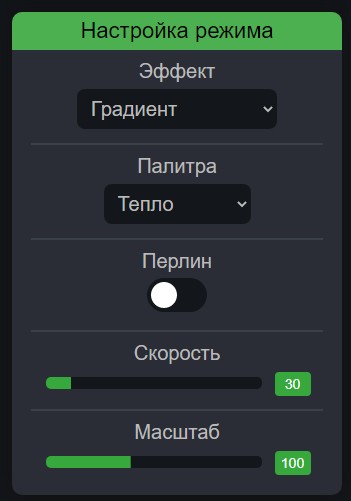 Настройка режима
Эффект
Градиент
Палитра
Тепло
Перлин
Скорость
30
Масштаб
100